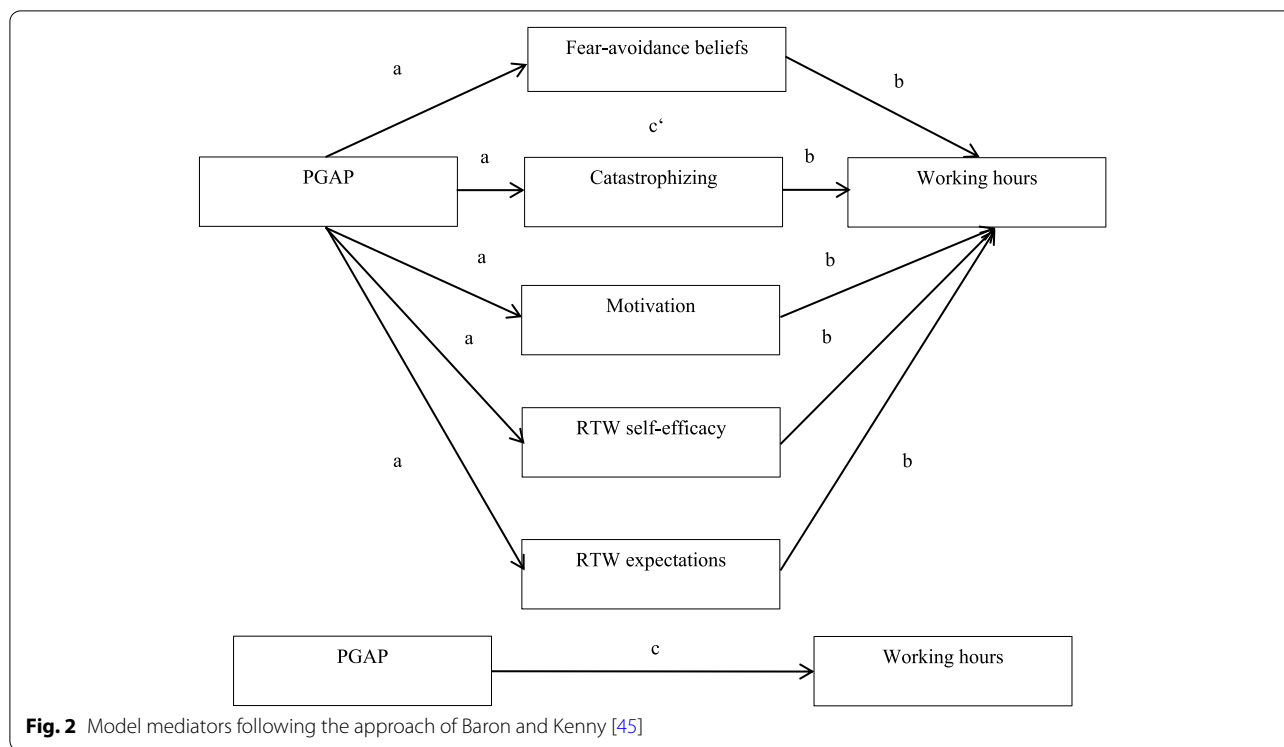 Fear-avoidance beliefs
a
b
c‘
a
b
PGAP
Catastrophizing
Working hours
a
b
Motivation
a
b
RTW self-efficacy
a
b
RTW expectations
PGAP
c
Working hours
Fig. 2 Model mediators following the approach of Baron and Kenny [45]